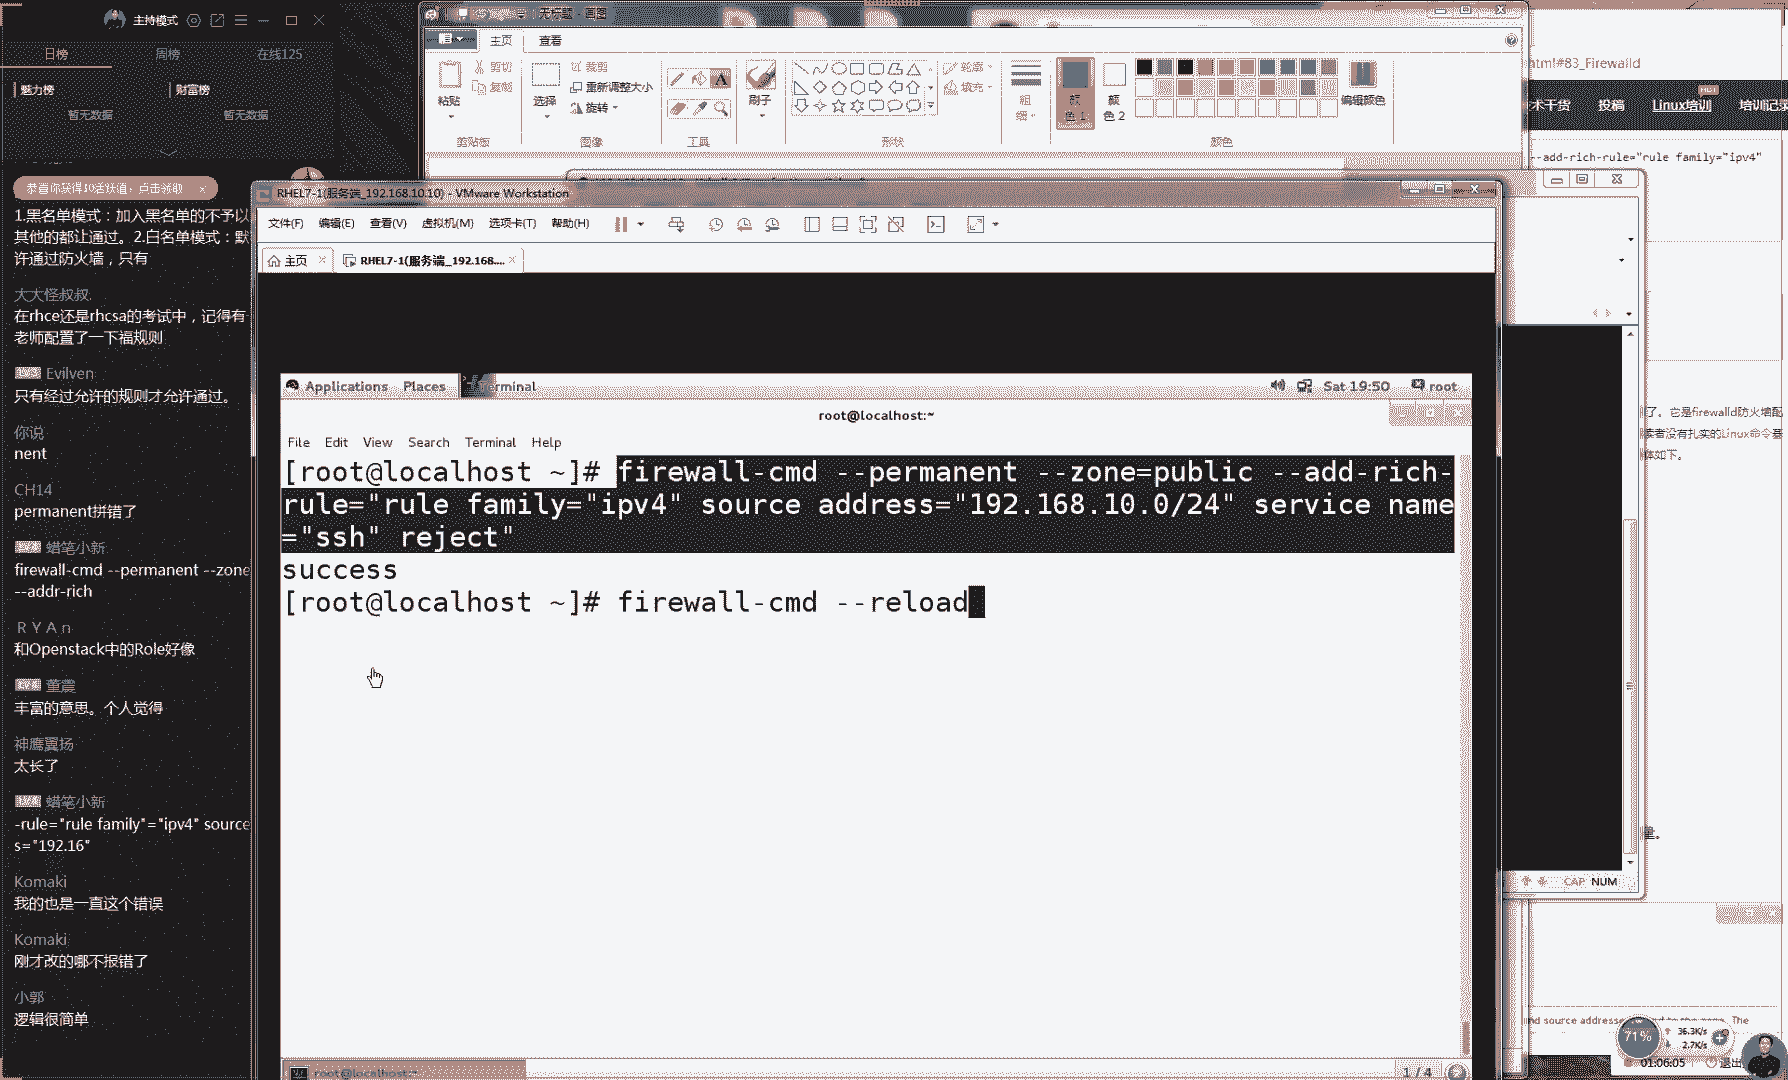 主持模式
日榜 周榜 在线125
魅力榜 财富榜
暂无数据 暂无数据
恭喜你获得10活跃值，点击领取 ×
1.黑名单模式：加入黑名单的不予以
其他的都让通过。2.白名单模式：默
许通过防火墙，只有
大大怪叔叔.
在rhce还是rhcsa的考试中，记得有
老师配置了一下福规则
Evilven
只有经过允许的规则才允许通过。
你说
nent
CH14
permanent拼错了
蜡笔小新
firewall-cmd --permanent --zone
--addr-rich
R Y A n
和Openstack中的Role好像
董震
丰富的意思。个人觉得
神鹰翼场
太长了
蜡笔小新
-rule="rule family"="ipv4" source
s="192.16"
Komaki
我的也是一直这个错误
Komaki
刚才改的哪不报错了
小郭
逻辑很简单
无标题 - 画图
主页 查看
粘贴 剪切 复制
选择 裁剪 重新调整大小 旋转
刷子
轮廓 填充
粗细
颜色 1 颜色 2
编辑颜色
剪贴板 图像 工具 形状 颜色
html#83_Firewalld
术干货 投稿 Linux培训 HOT 培训记录
--add-rich-rule="rule family="ipv4"
RHEL7-1(服务端_192.168.10.10) - VMware Workstation
文件(F) 编辑(E) 查看(V) 虚拟机(M) 选项卡(T) 帮助(H)
主页 × RHEL7-1(服务端_192.168.... ×
Applications Places Terminal Sat 19:50 root
root@localhost:~
File Edit View Search Terminal Help
[root@localhost ~]# firewall-cmd --permanent --zone=public --add-rich-
rule="rule family="ipv4" source address="192.168.10.0/24" service name
="ssh" reject"
success
[root@localhost ~]# firewall-cmd --reload
root@localhost:~
1 / 4
了。它是firewalld防火墙配
读者没有扎实的Linux命令基
体如下。
量。
CAP NUM
nd source addresse
The
71% 36.3K/s
2.7K/s
01:06:05 退出